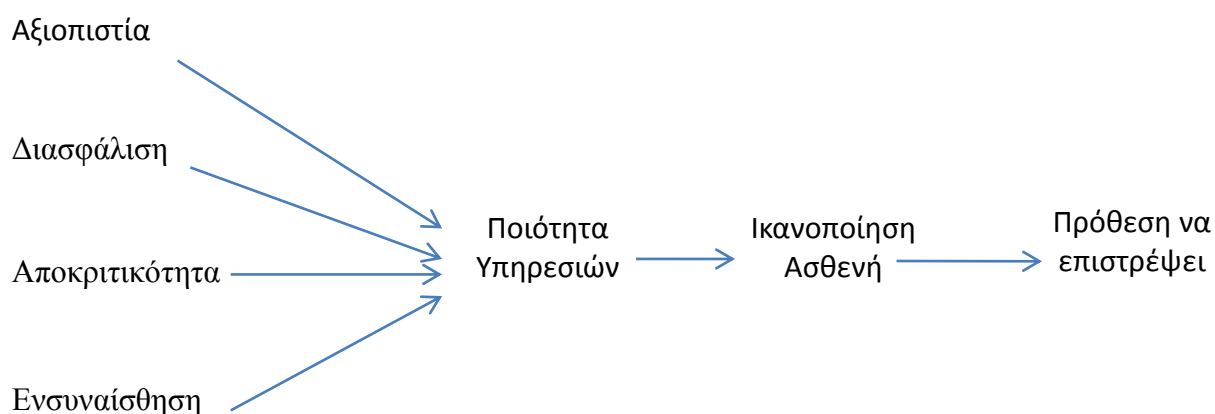 Αξιοπιστία
Διασφάλιση
Αποκριτικότητα
Ενσυναίσθηση
Ποιότητα
Υπηρεσιών
Ικανοποίηση
Ασθενή
Πρόθεση να
επιστρέψει